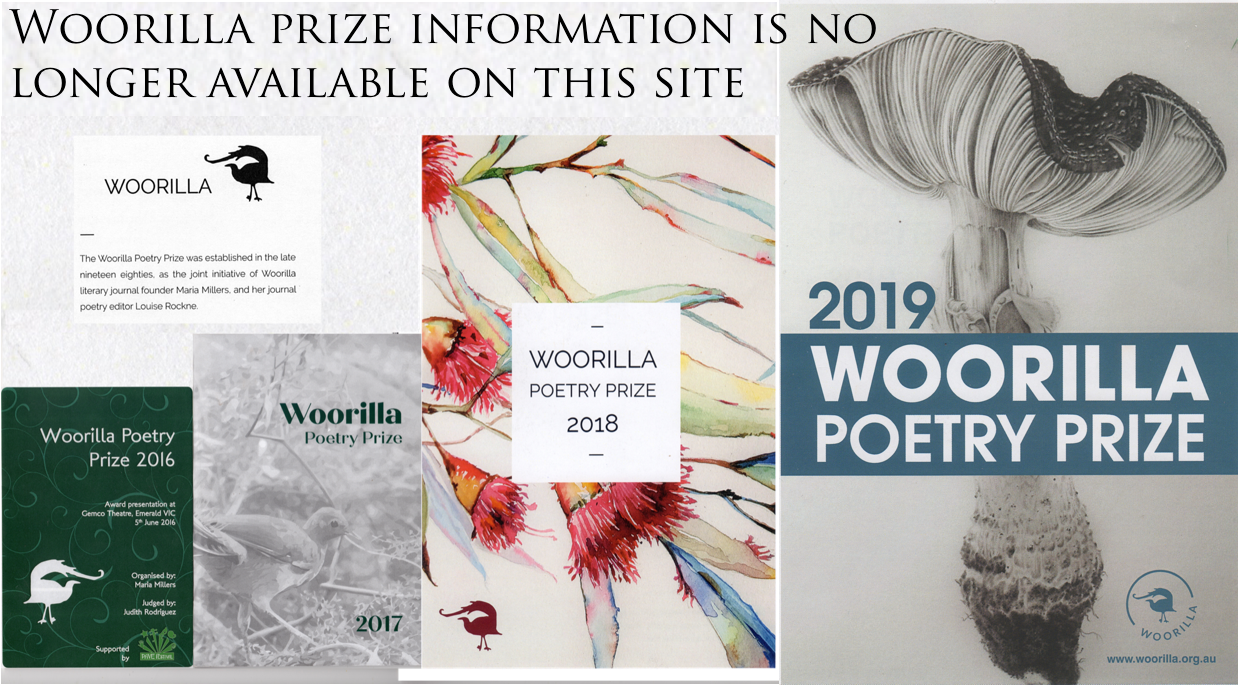 WOORILLA PRIZE INFORMATION IS NO
LONGER AVAILABLE ON THIS SITE
WOORILLA
The Woorilla Poetry Prize was established in the late
nineteen eighties, as the joint initiative of Woorilla
literary journal founder Maria Millers, and her journal
poetry editor Louise Rockne.
Woorilla Poetry
Prize 2016
Award presentation at
Gemco Theatre, Emerald VIC
5th June 2016
Organised by:
Maria Millers
Judged by:
Judith Rodriguez
Supported
by
Woorilla
Poetry Prize
2017
WOORILLA
POETRY PRIZE
2018
2019
WOORILLA
POETRY PRIZE
WOORILLA
www.woorilla.org.au